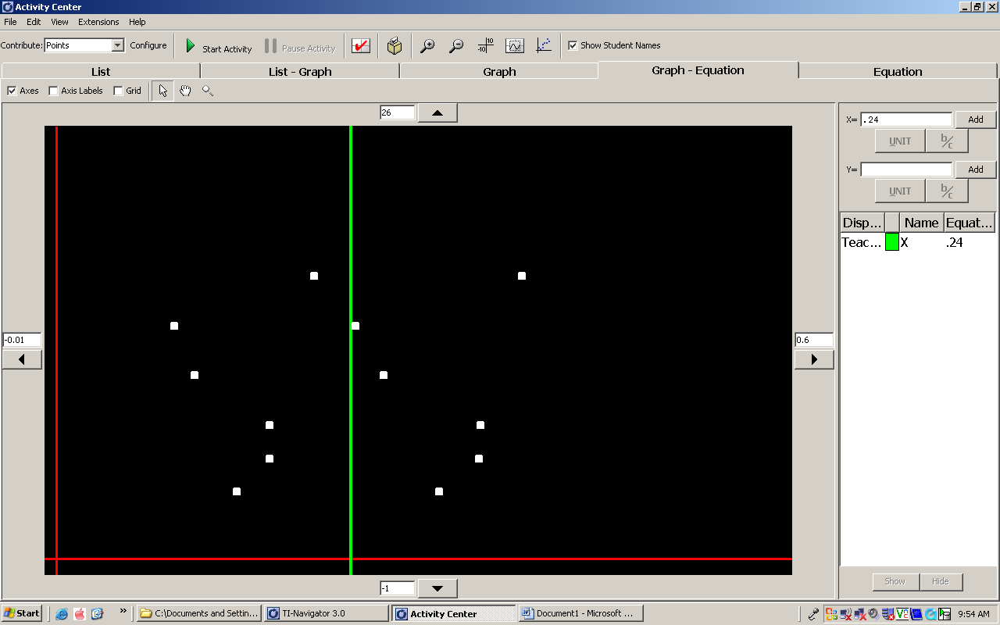 Activity Center
File Edit View Extensions Help
Contribute: Points Configure Start Activity Pause Activity 10 -10 Show Student Names
List List - Graph Graph Graph - Equation Equation
Axes Axis Labels Grid
26
X= .24 Add
UNIT b/c
Y= Add
UNIT b/c
Disp... Name Equat...
Teac... X .24
-0.01 0.6
-1
Show Hide
Start » C:\Documents and Settin... TI-Navigator 3.0 Activity Center Document1 - Microsoft ... 9:54 AM